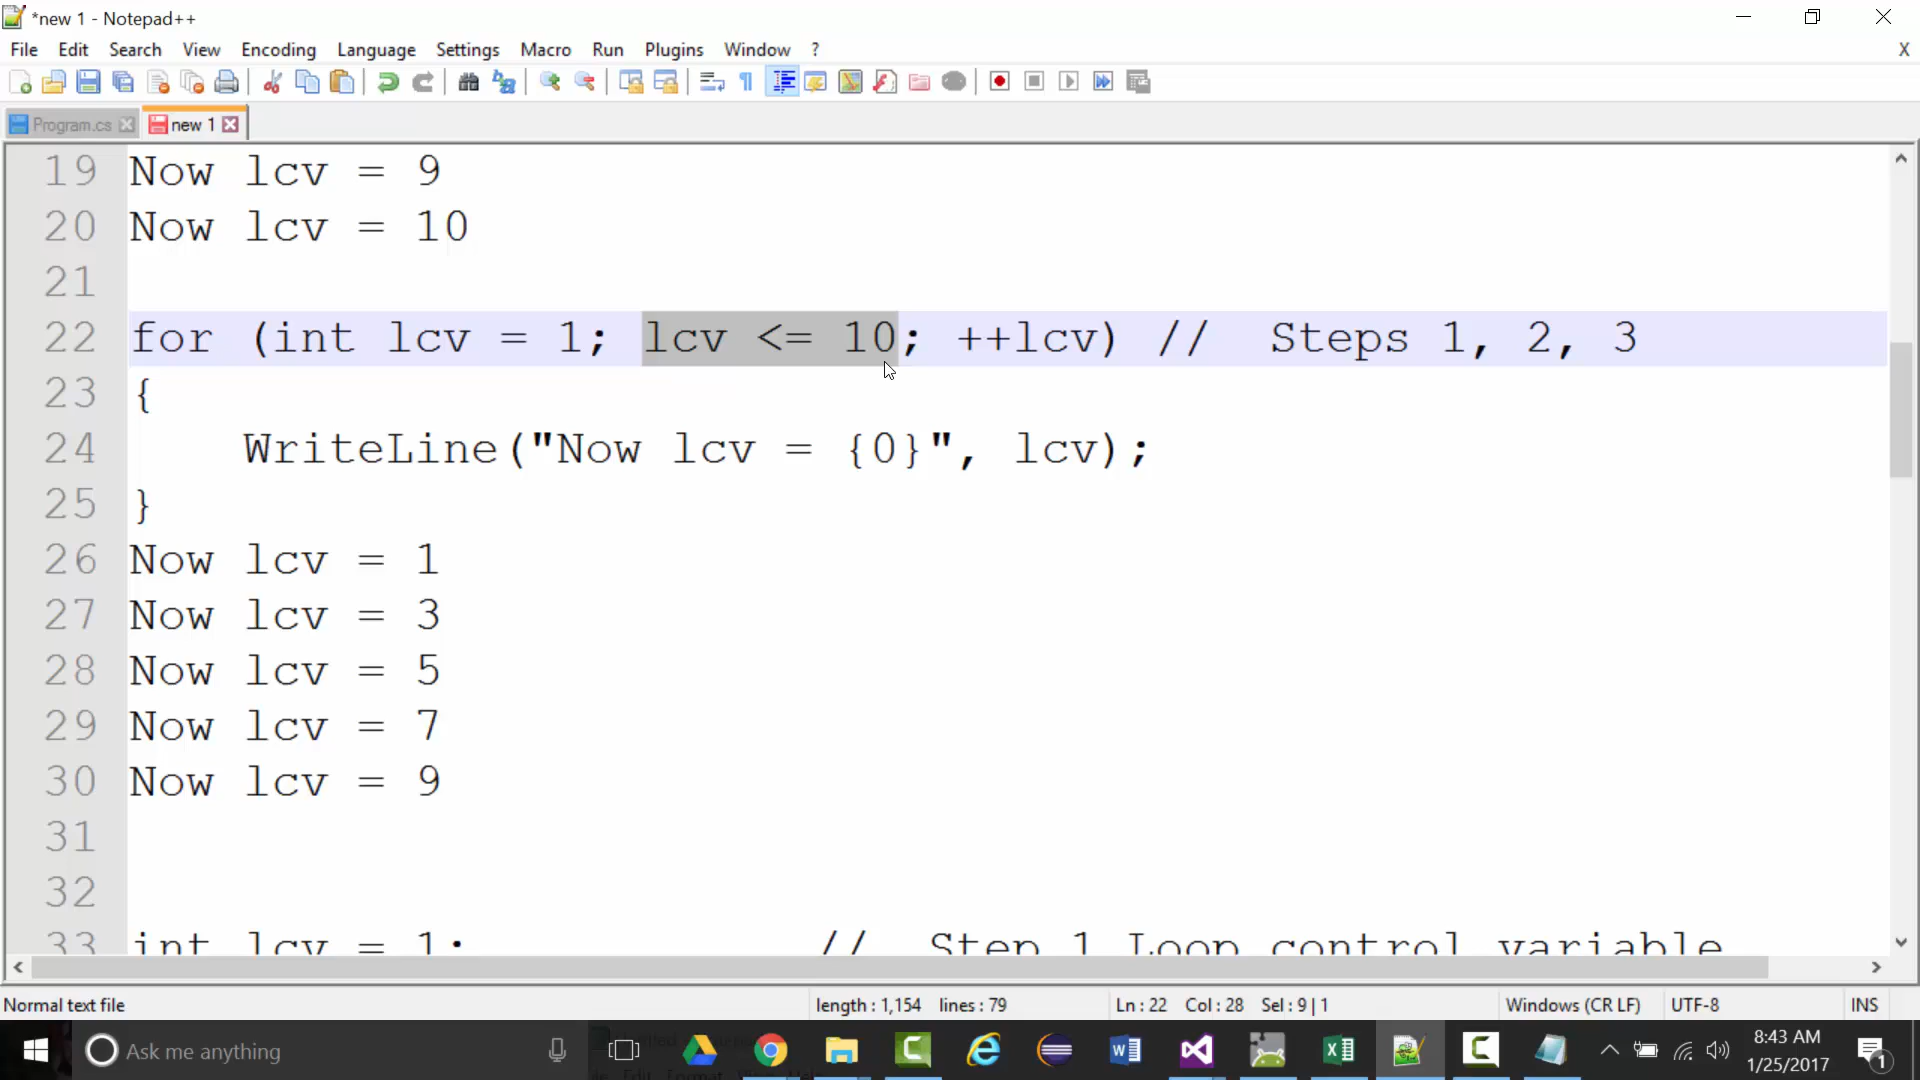 *new 1 - Notepad++
File Edit Search View Encoding Language Settings Macro Run Plugins Window ? X
Program.cs new 1
19 Now lcv = 9
20 Now lcv = 10
21
22 for (int lcv = 1; lcv <= 10; ++lcv) //  Steps 1, 2, 3
23 {
24     WriteLine("Now lcv = {0}", lcv);
25 }
26 Now lcv = 1
27 Now lcv = 3
28 Now lcv = 5
29 Now lcv = 7
30 Now lcv = 9
31
32
33 int lcv = 1;             //  Step 1 Loop control variable
Normal text file length : 1,154 lines : 79 Ln : 22 Col : 28 Sel : 9 | 1 Windows (CR LF) UTF-8 INS
Ask me anything
8:43 AM
1/25/2017
1